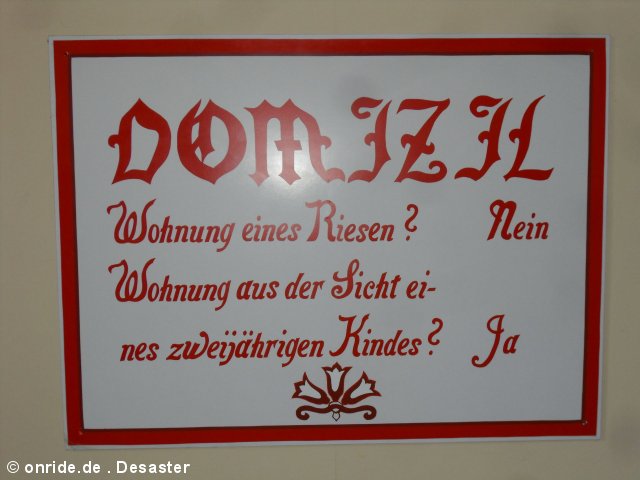 DOMIZIL
Wohnung eines Riesen? Nein
Wohnung aus der Sicht ei-
nes zweijährigen Kindes? Ja
© onride.de . Desaster